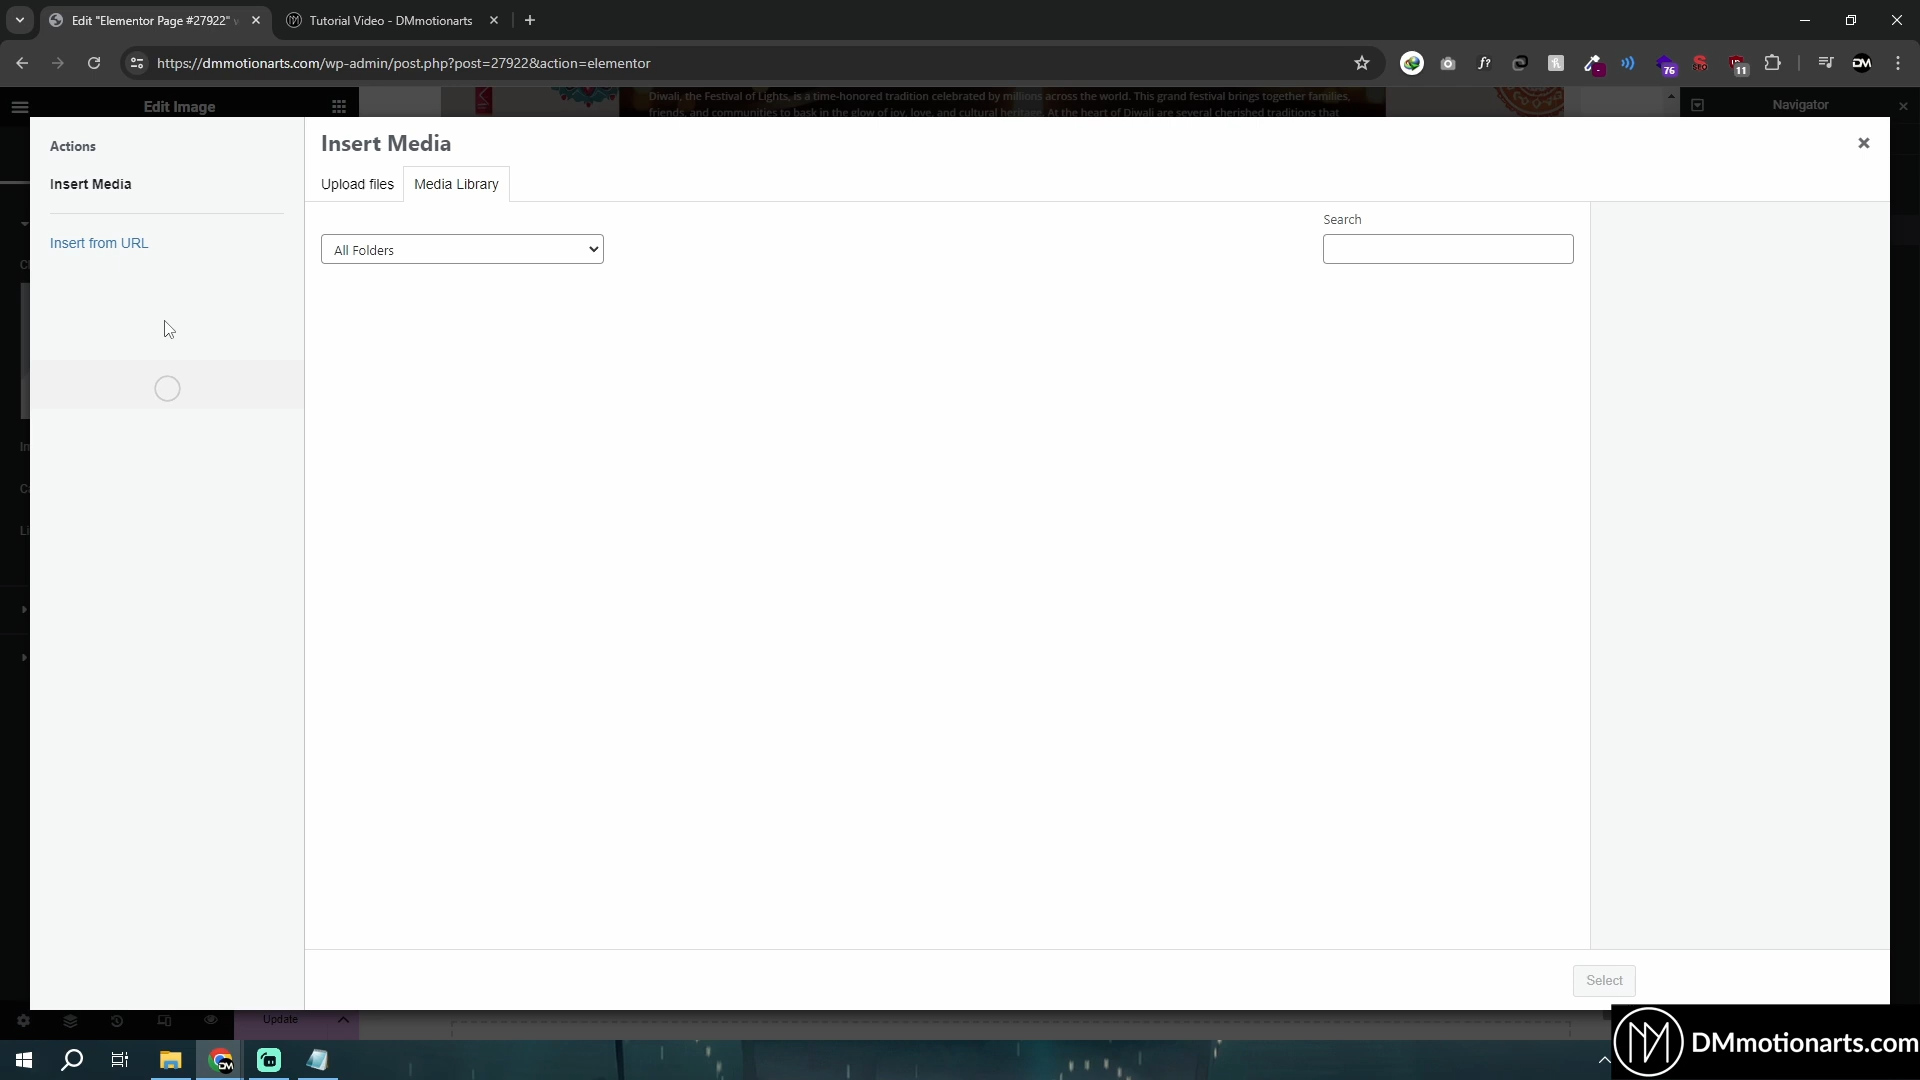 Edit "Elementor Page #27922" w
Tutorial Video - DMmotionarts
https://dmmotionarts.com/wp-admin/post.php?post=27922&action=elementor
f?
76
SEO
11
DM
Edit Image
Diwali, the Festival of Lights, is a time-honored tradition celebrated by millions across the world. This grand festival brings together families,
friends, and communities to bask in the glow of joy, love, and cultural heritage. At the heart of Diwali are several cherished traditions that
Navigator
Actions
Insert Media
Insert from URL
Insert Media
Upload files
Media Library
All Folders
Search
Select
Update
DMmotionarts.com